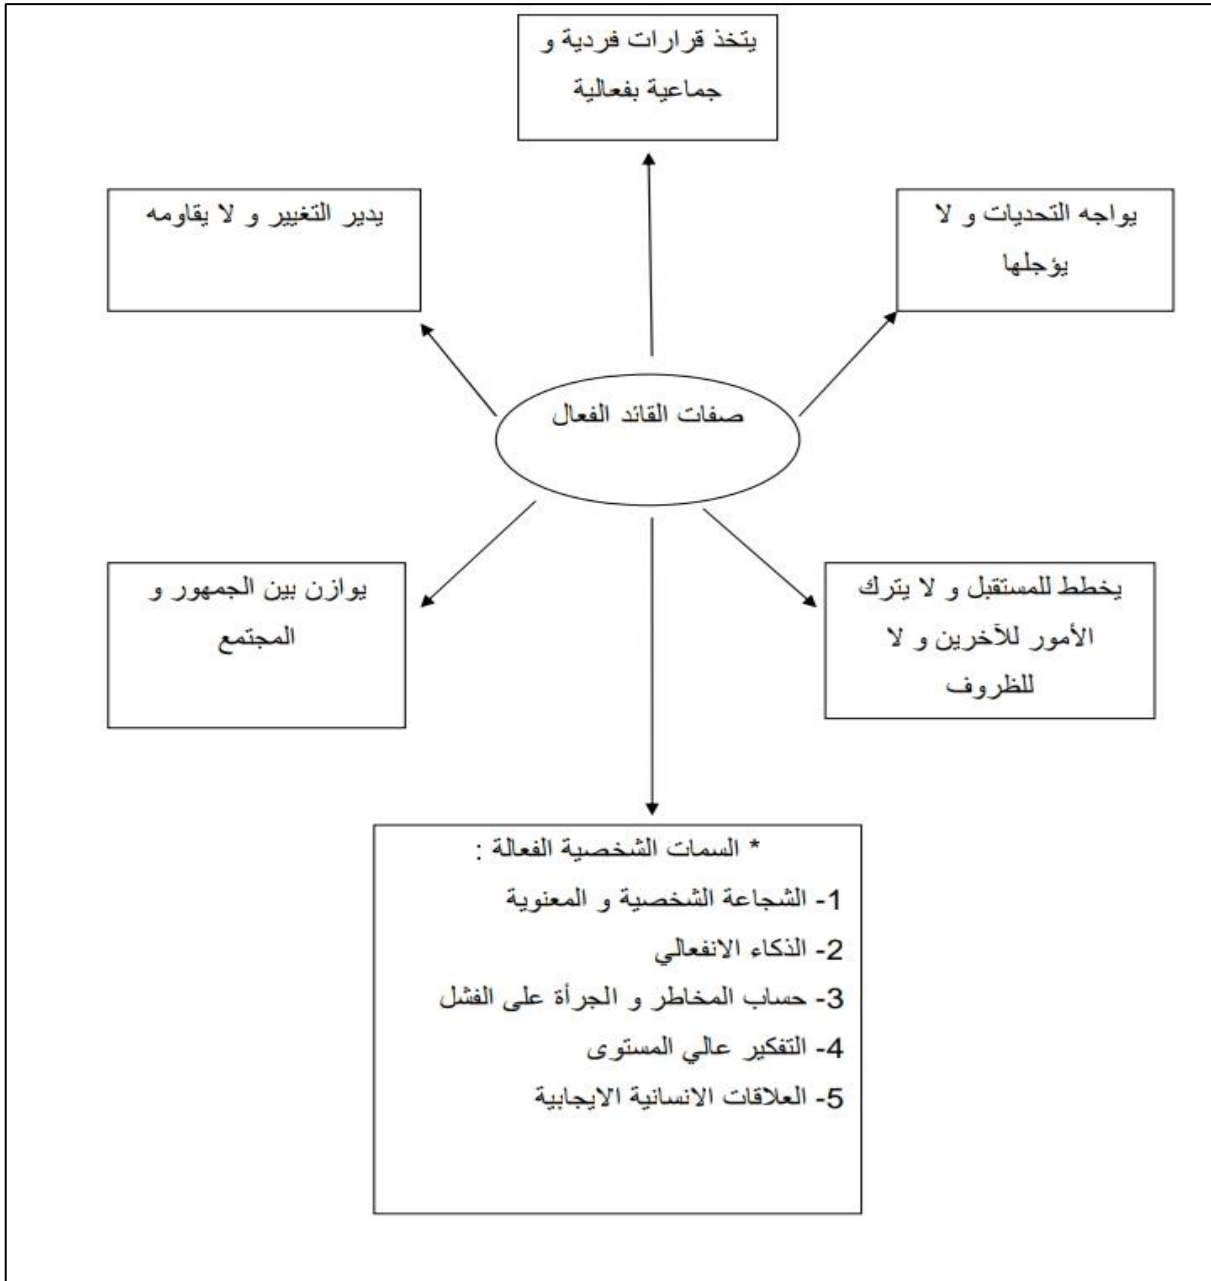 يتخذ قرارات فردية و
جماعية بفعالية
يواجه التحديات و لا
يؤجلها
يدير التغيير و لا يقاومه
صفات القائد الفعال
يخطط للمستقبل و لا يترك
الأمور للآخرين و لا
للظروف
يوازن بين الجمهور و
المجتمع
* السمات الشخصية الفعالة :
1- الشجاعة الشخصية و المعنوية
2- الذكاء الانفعالي
3- حساب المخاطر و الجرأة على الفشل
4- التفكير عالي المستوى
5- العلاقات الانسانية الايجابية